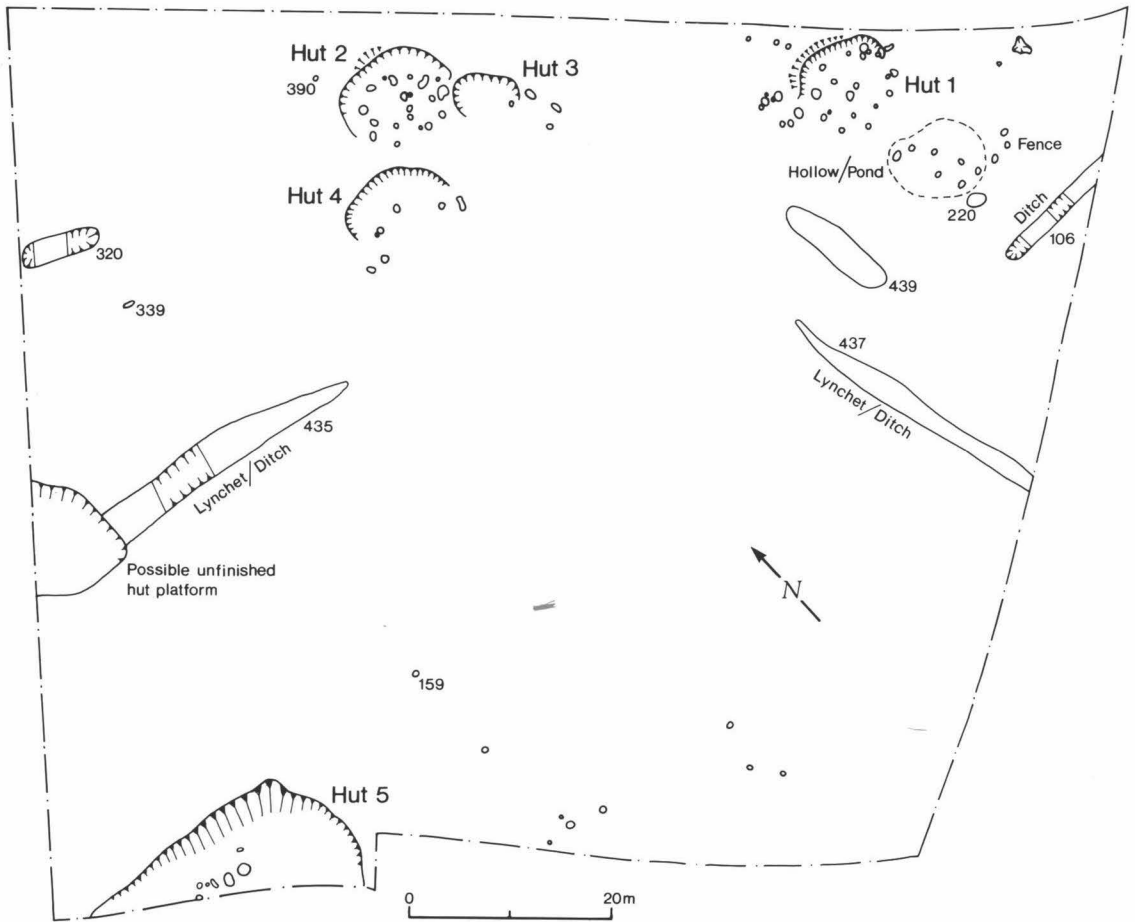 Hut 2
390
Hut 3
Hut 1
Fence
Hollow/Pond
Hut 4
220
Ditch
106
320
439
339
437
Lynchet/Ditch
435
Lynchet/Ditch
Possible unfinished
hut platform
N
159
Hut 5
0 20m